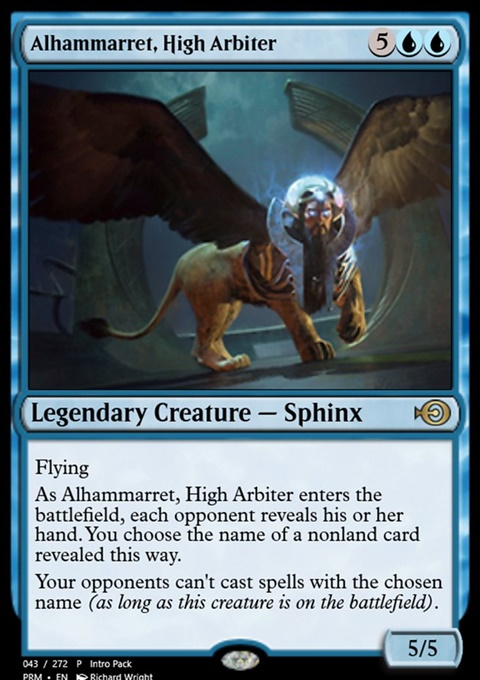 Alhammarret, High Arbiter 5
Legendary Creature — Sphinx
Flying
As Alhammarret, High Arbiter enters the
battlefield, each opponent reveals his or her
hand. You choose the name of a nonland card
revealed this way.
Your opponents can't cast spells with the chosen
name (as long as this creature is on the battlefield).
5/5
043 / 272 P Intro Pack
PRM • EN Richard Wright